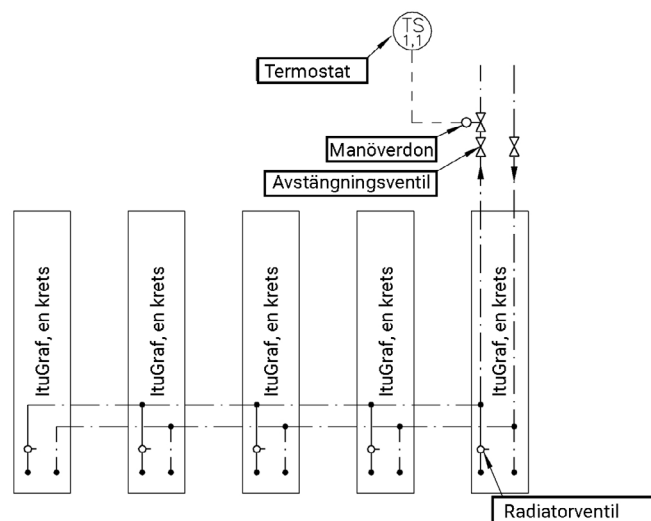 TS
1,1
Termostat
Manöverdon
Avstängningsventil
ItuGraf, en krets
ItuGraf, en krets
ItuGraf, en krets
ItuGraf, en krets
ItuGraf, en krets
Radiatorventil